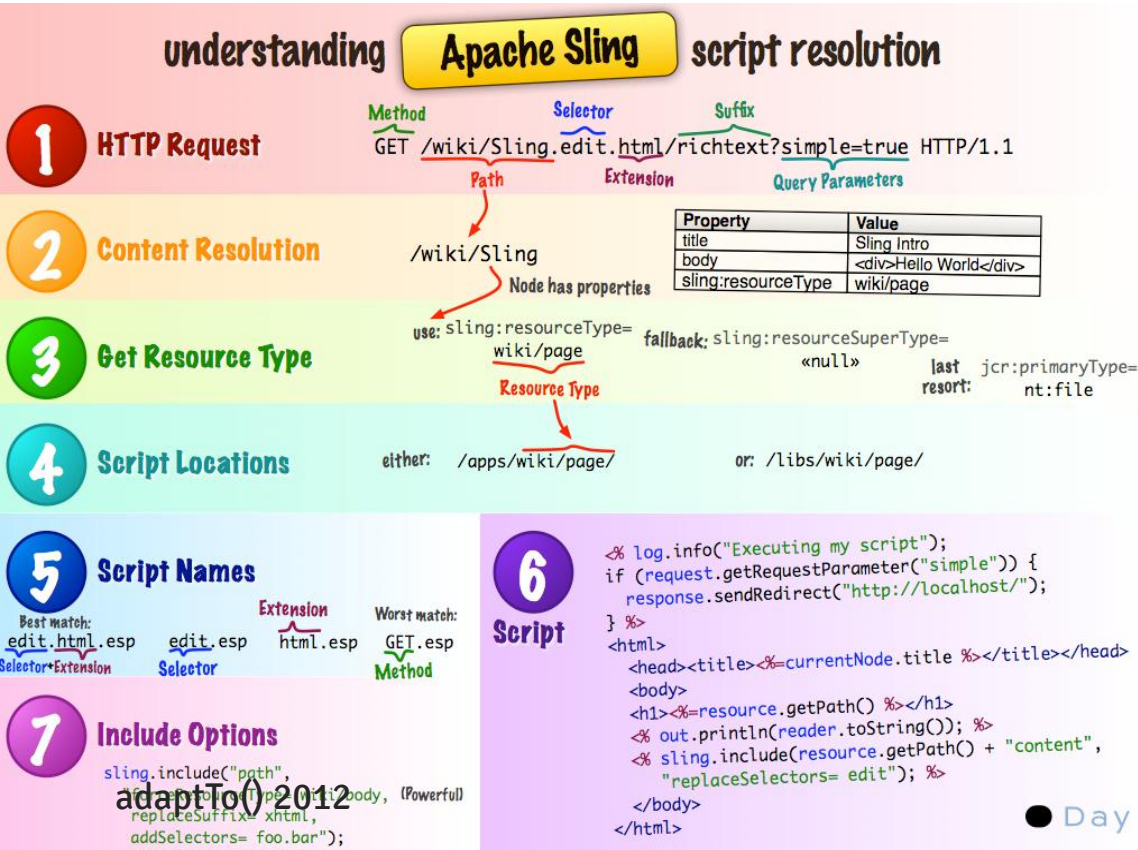 understanding Apache Sling script resolution
1 HTTP Request
Method Selector Suffix
GET /wiki/Sling.edit.html/richtext?simple=true HTTP/1.1
Path Extension Query Parameters
2 Content Resolution
/wiki/Sling
Node has properties
Property Value
title Sling Intro
body <div>Hello World</div>
sling:resourceType wiki/page
3 Get Resource Type
use: sling:resourceType=
wiki/page
Resource Type
fallback: sling:resourceSuperType=
«null»
last resort: jcr:primaryType=
nt:file
4 Script Locations
either: /apps/wiki/page/ or: /libs/wiki/page/
5 Script Names
Best match: Extension Worst match:
edit.html.esp edit.esp html.esp GET.esp
Selector+Extension Selector Method
6 Script
<% log.info("Executing my script");
if (request.getRequestParameter("simple")) {
response.sendRedirect("http://localhost/");
} %>
<html>
<head><title><%=currentNode.title %></title></head>
<body>
<h1><%=resource.getPath() %></h1>
<% out.println(reader.toString()); %>
<% sling.include(resource.getPath() + "content",
"replaceSelectors= edit"); %>
</body>
</html>
7 Include Options
sling.include("path",
wiki/body, (Powerful)
replaceSuffix= xhtml,
addSelectors= foo.bar");
adaptTo() 2012
Day